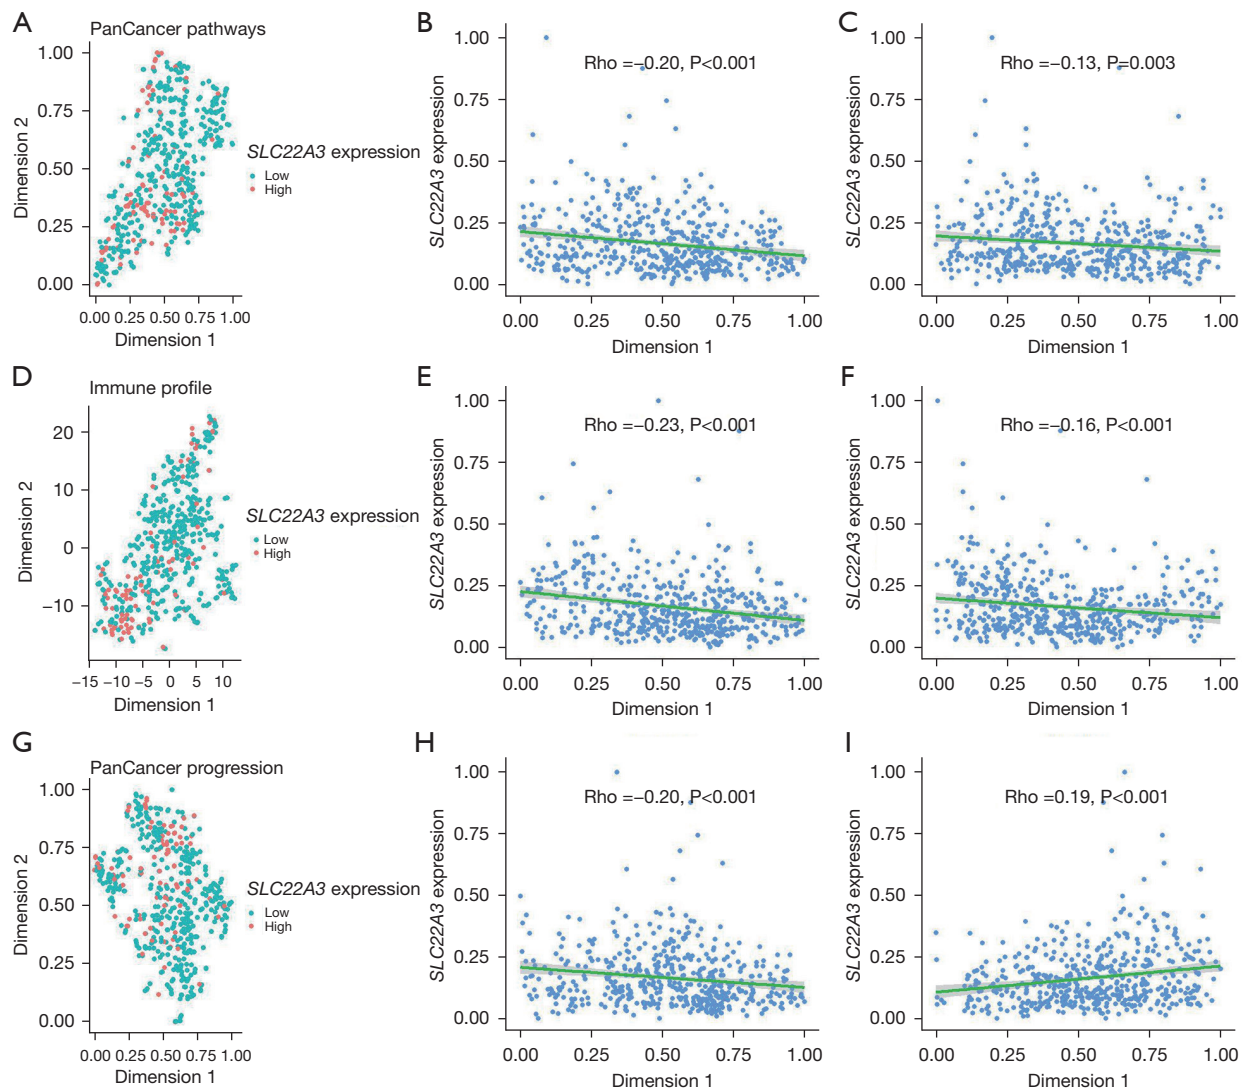 A
PanCancer pathways
1.00
0.75
0.50
0.25
0.00
Dimension 2
0.00 0.25 0.50 0.75 1.00
Dimension 1
SLC22A3 expression
Low
High
B
Rho =−0.20, P<0.001
1.00
0.75
0.50
0.25
0.00
SLC22A3 expression
0.00 0.25 0.50 0.75 1.00
Dimension 1
C
Rho =−0.13, P=0.003
1.00
0.75
0.50
0.25
0.00
SLC22A3 expression
0.00 0.25 0.50 0.75 1.00
Dimension 1
D
Immune profile
20
10
0
−10
Dimension 2
−15 −10 −5 0 5 10
Dimension 1
SLC22A3 expression
Low
High
E
Rho =−0.23, P<0.001
1.00
0.75
0.50
0.25
0.00
SLC22A3 expression
0.00 0.25 0.50 0.75 1.00
Dimension 1
F
Rho =−0.16, P<0.001
1.00
0.75
0.50
0.25
0.00
SLC22A3 expression
0.00 0.25 0.50 0.75 1.00
Dimension 1
G
PanCancer progression
1.00
0.75
0.50
0.25
0.00
Dimension 2
0.00 0.25 0.50 0.75 1.00
Dimension 1
SLC22A3 expression
Low
High
H
Rho =−0.20, P<0.001
1.00
0.75
0.50
0.25
0.00
SLC22A3 expression
0.00 0.25 0.50 0.75 1.00
Dimension 1
I
Rho =0.19, P<0.001
1.00
0.75
0.50
0.25
0.00
SLC22A3 expression
0.00 0.25 0.50 0.75 1.00
Dimension 1